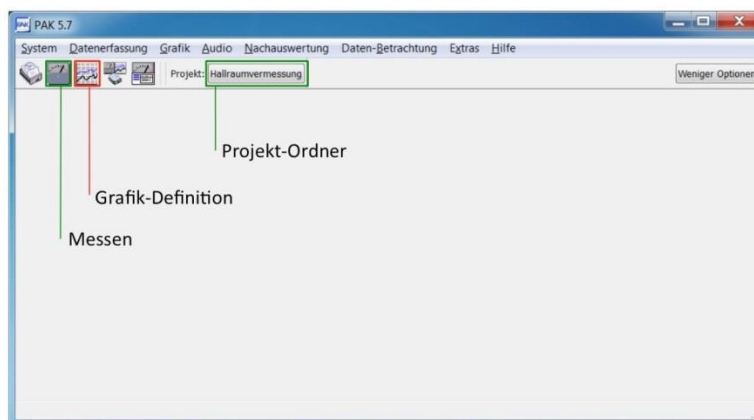 PAK 5.7
System Datenerfassung Grafik Audio Nachauswertung Daten-Betrachtung Extras Hilfe
Projekt: Hallraumvermessung Weniger Optionen
Projekt-Ordner
Grafik-Definition
Messen